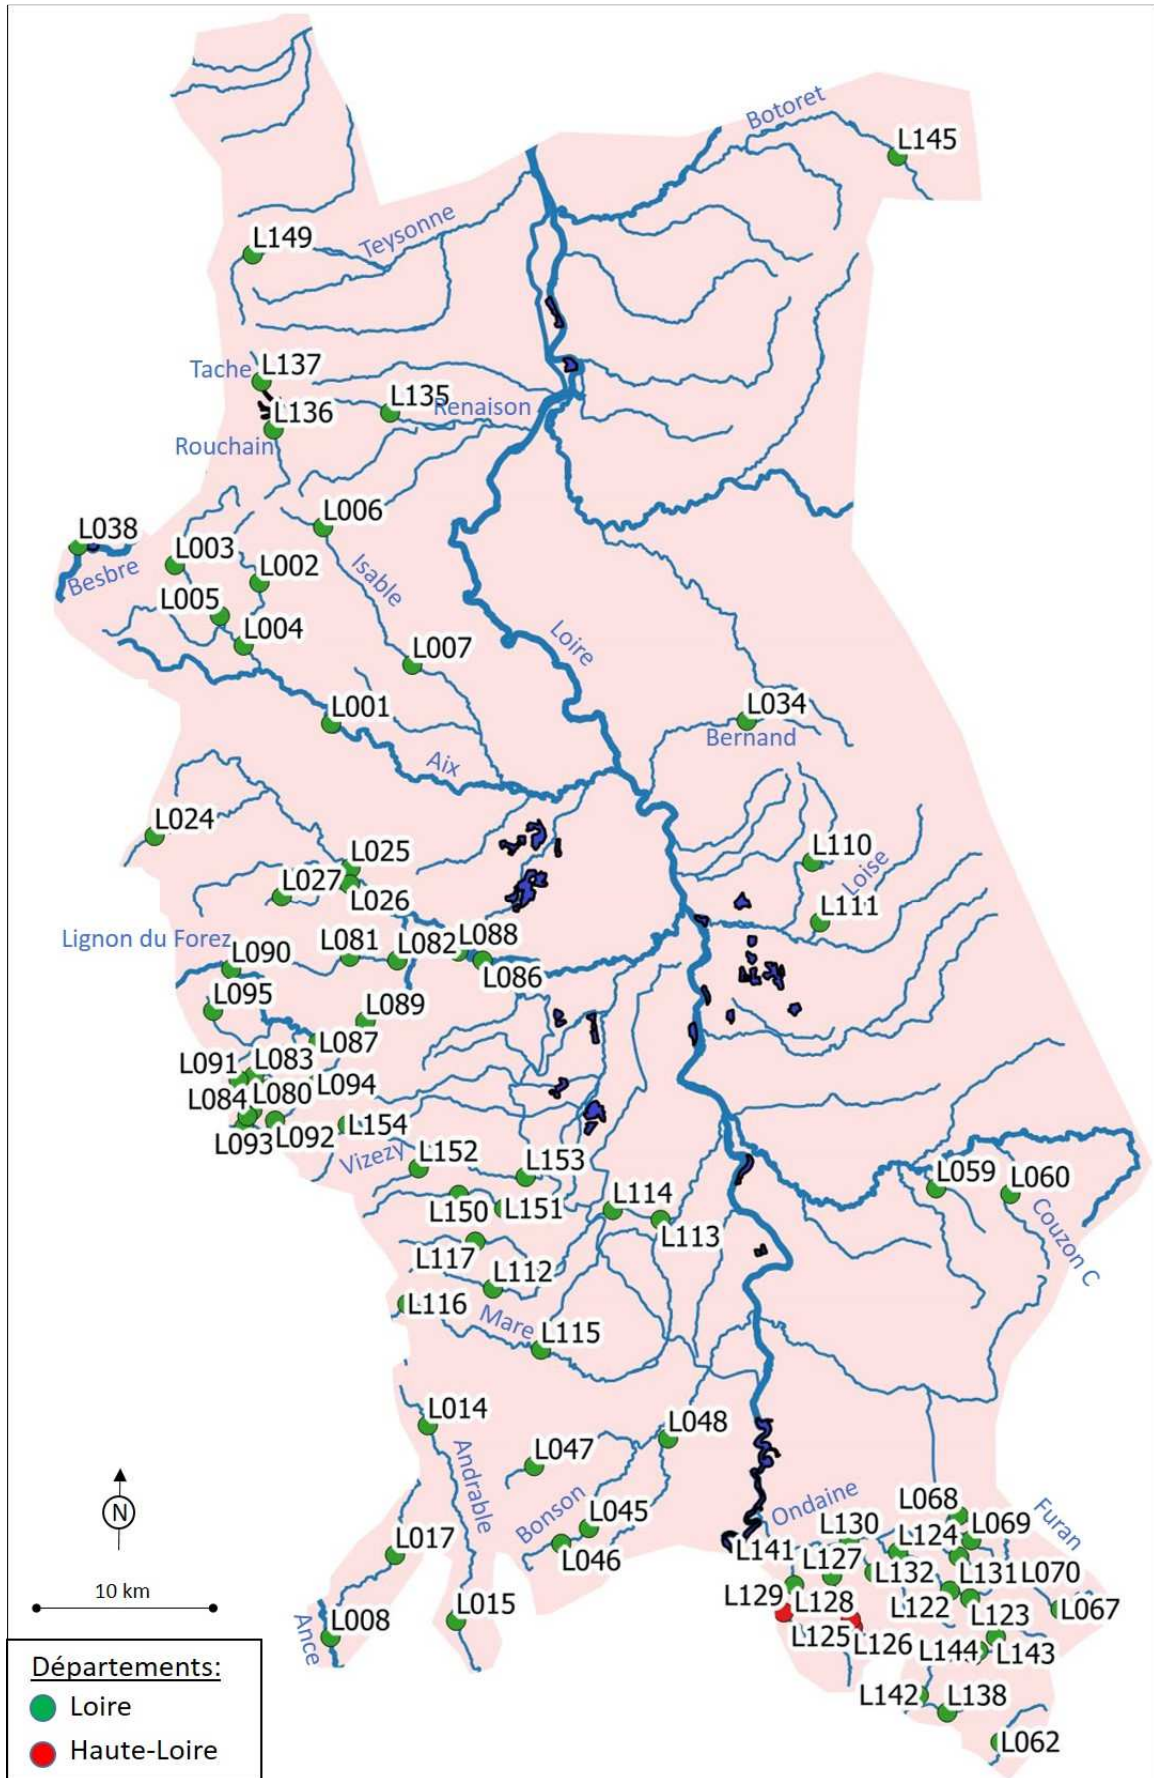 Botoret
L145
Teysonne
L149
Tache
L137
L135
Renaison
L136
Rouchain
L006
L038
L003
L002
Besbre
Isable
L005
L004
Loire
L007
L001
L034
Bernand
Aix
L024
L025
L110
L027
L026
Loise
L111
Lignon du Forez
L090
L081
L082
L088
L086
L095
L089
L087
L091
L083
L094
L084
L080
L093
L092
L154
Vizezy
L152
L153
L059
L060
L150
L151
L114
L113
Couzon C
L117
L112
L116
Mare
L115
L014
L048
Andrable
L047
Bonson
L045
L046
Ondaine
L068
Furan
L130
L124
L069
L017
L141
L127
L132
L131
L070
L129
L128
L122
L123
L067
L008
Ance
L015
L125
L126
L144
L143
L142
L138
L062
N
10 km
Départements:
Loire
Haute-Loire